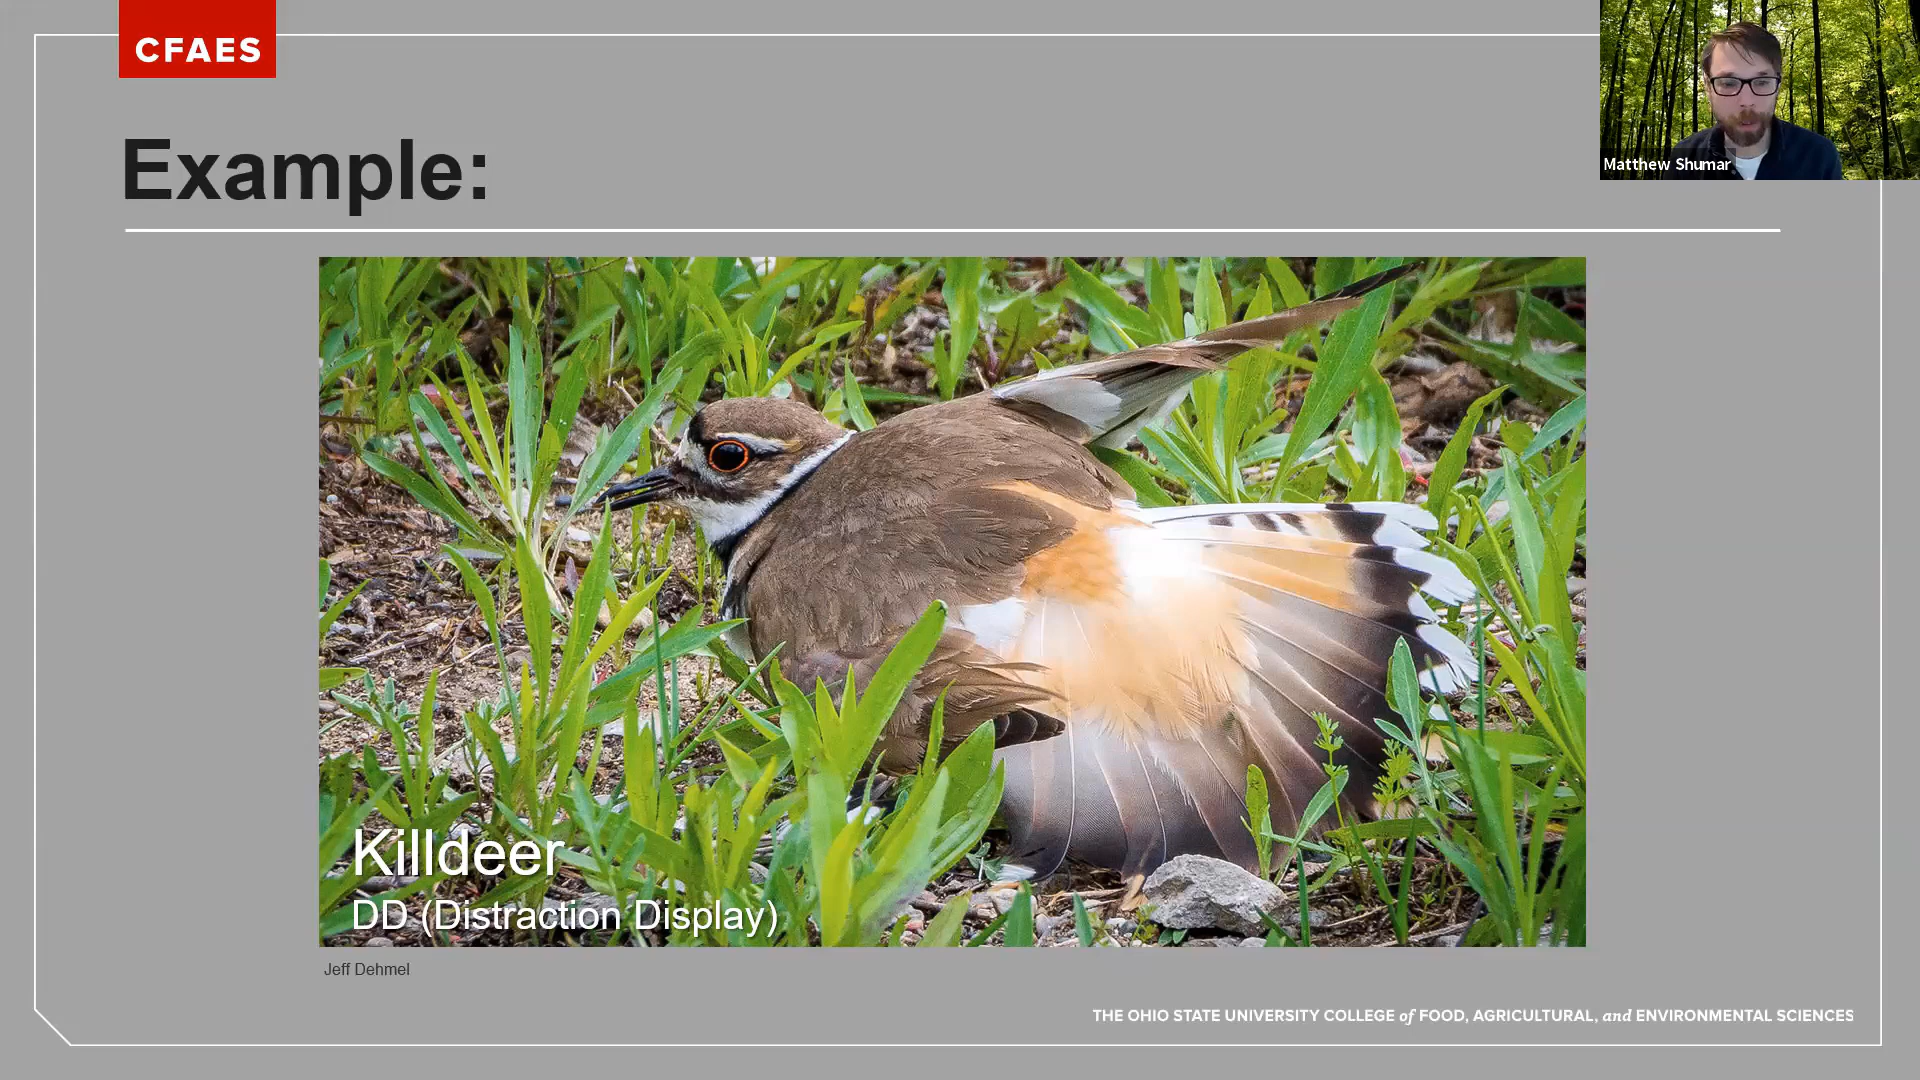 CFAES
Matthew Shumar
Example:
Killdeer
DD (Distraction Display)
Jeff Dehmel
THE OHIO STATE UNIVERSITY COLLEGE of FOOD, AGRICULTURAL, and ENVIRONMENTAL SCIENCES